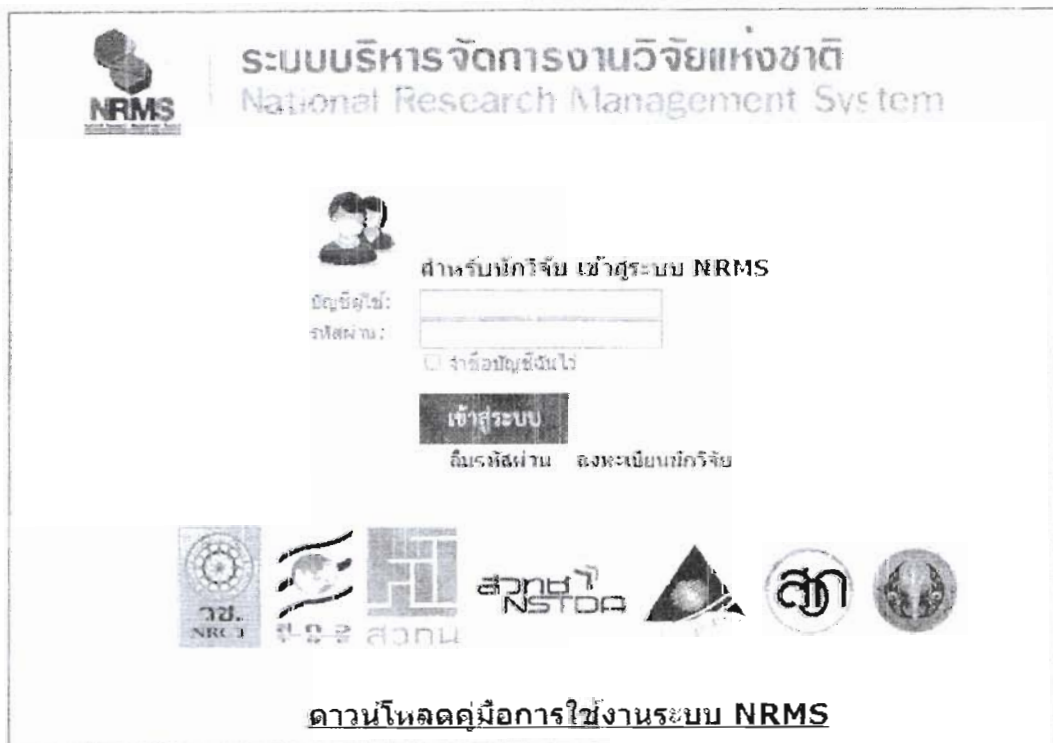 NRMS
ระบบบริหารจัดการงานวิจัยแห่งชาติ
National Research Management System
สำหรับนักวิจัย เข้าสู่ระบบ NRMS
บัญชีผู้ใช้:
รหัสผ่าน:
จำชื่อบัญชีฉันไว้
เข้าสู่ระบบ
ลืมรหัสผ่าน ลงทะเบียนนักวิจัย
วช.
NRCT
สวทน
สวทช
NSTDA
สกว
ดาวน์โหลดคู่มือการใช้งานระบบ NRMS